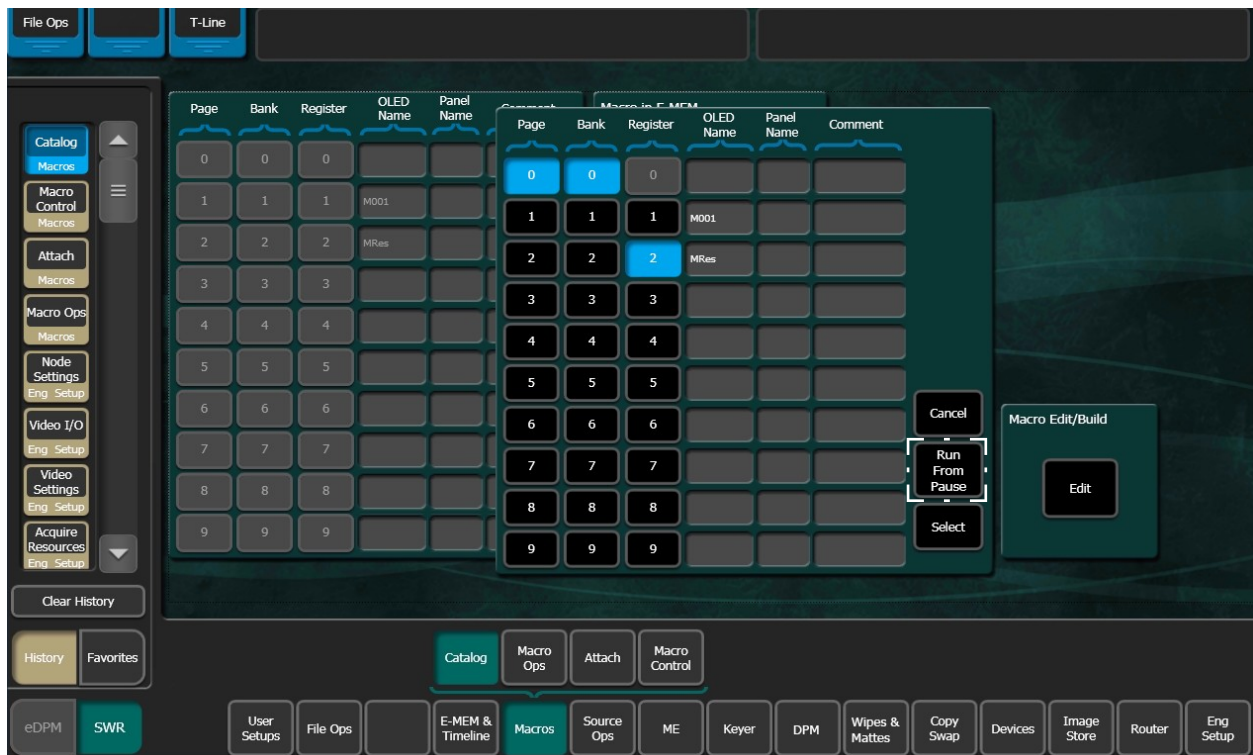 File Ops
T-Line
Catalog
Macros
Macro
Control
Macros
Attach
Macros
Macro Ops
Macros
Node
Settings
Eng Setup
Video I/O
Eng Setup
Video
Settings
Eng Setup
Acquire
Resources
Eng Setup
Clear History
History Favorites
eDPM SWR
Page Bank Register OLED Name Panel Name Comment
0 0 0
1 1 1 M001
2 2 2 MRes
3 3 3
4 4 4
5 5 5
6 6 6
7 7 7
8 8 8
9 9 9
Macro in E-MEM
Page Bank Register OLED Name Panel Name Comment
0 0 0
1 1 1 M001
2 2 2 MRes
3 3 3
4 4 4
5 5 5
6 6 6
7 7 7
8 8 8
9 9 9
Cancel
Run
From
Pause
Select
Macro Edit/Build
Edit
Catalog Macro Ops Attach Macro Control
User Setups File Ops E-MEM & Timeline Macros Source Ops ME Keyer DPM Wipes & Mattes Copy Swap Devices Image Store Router Eng Setup